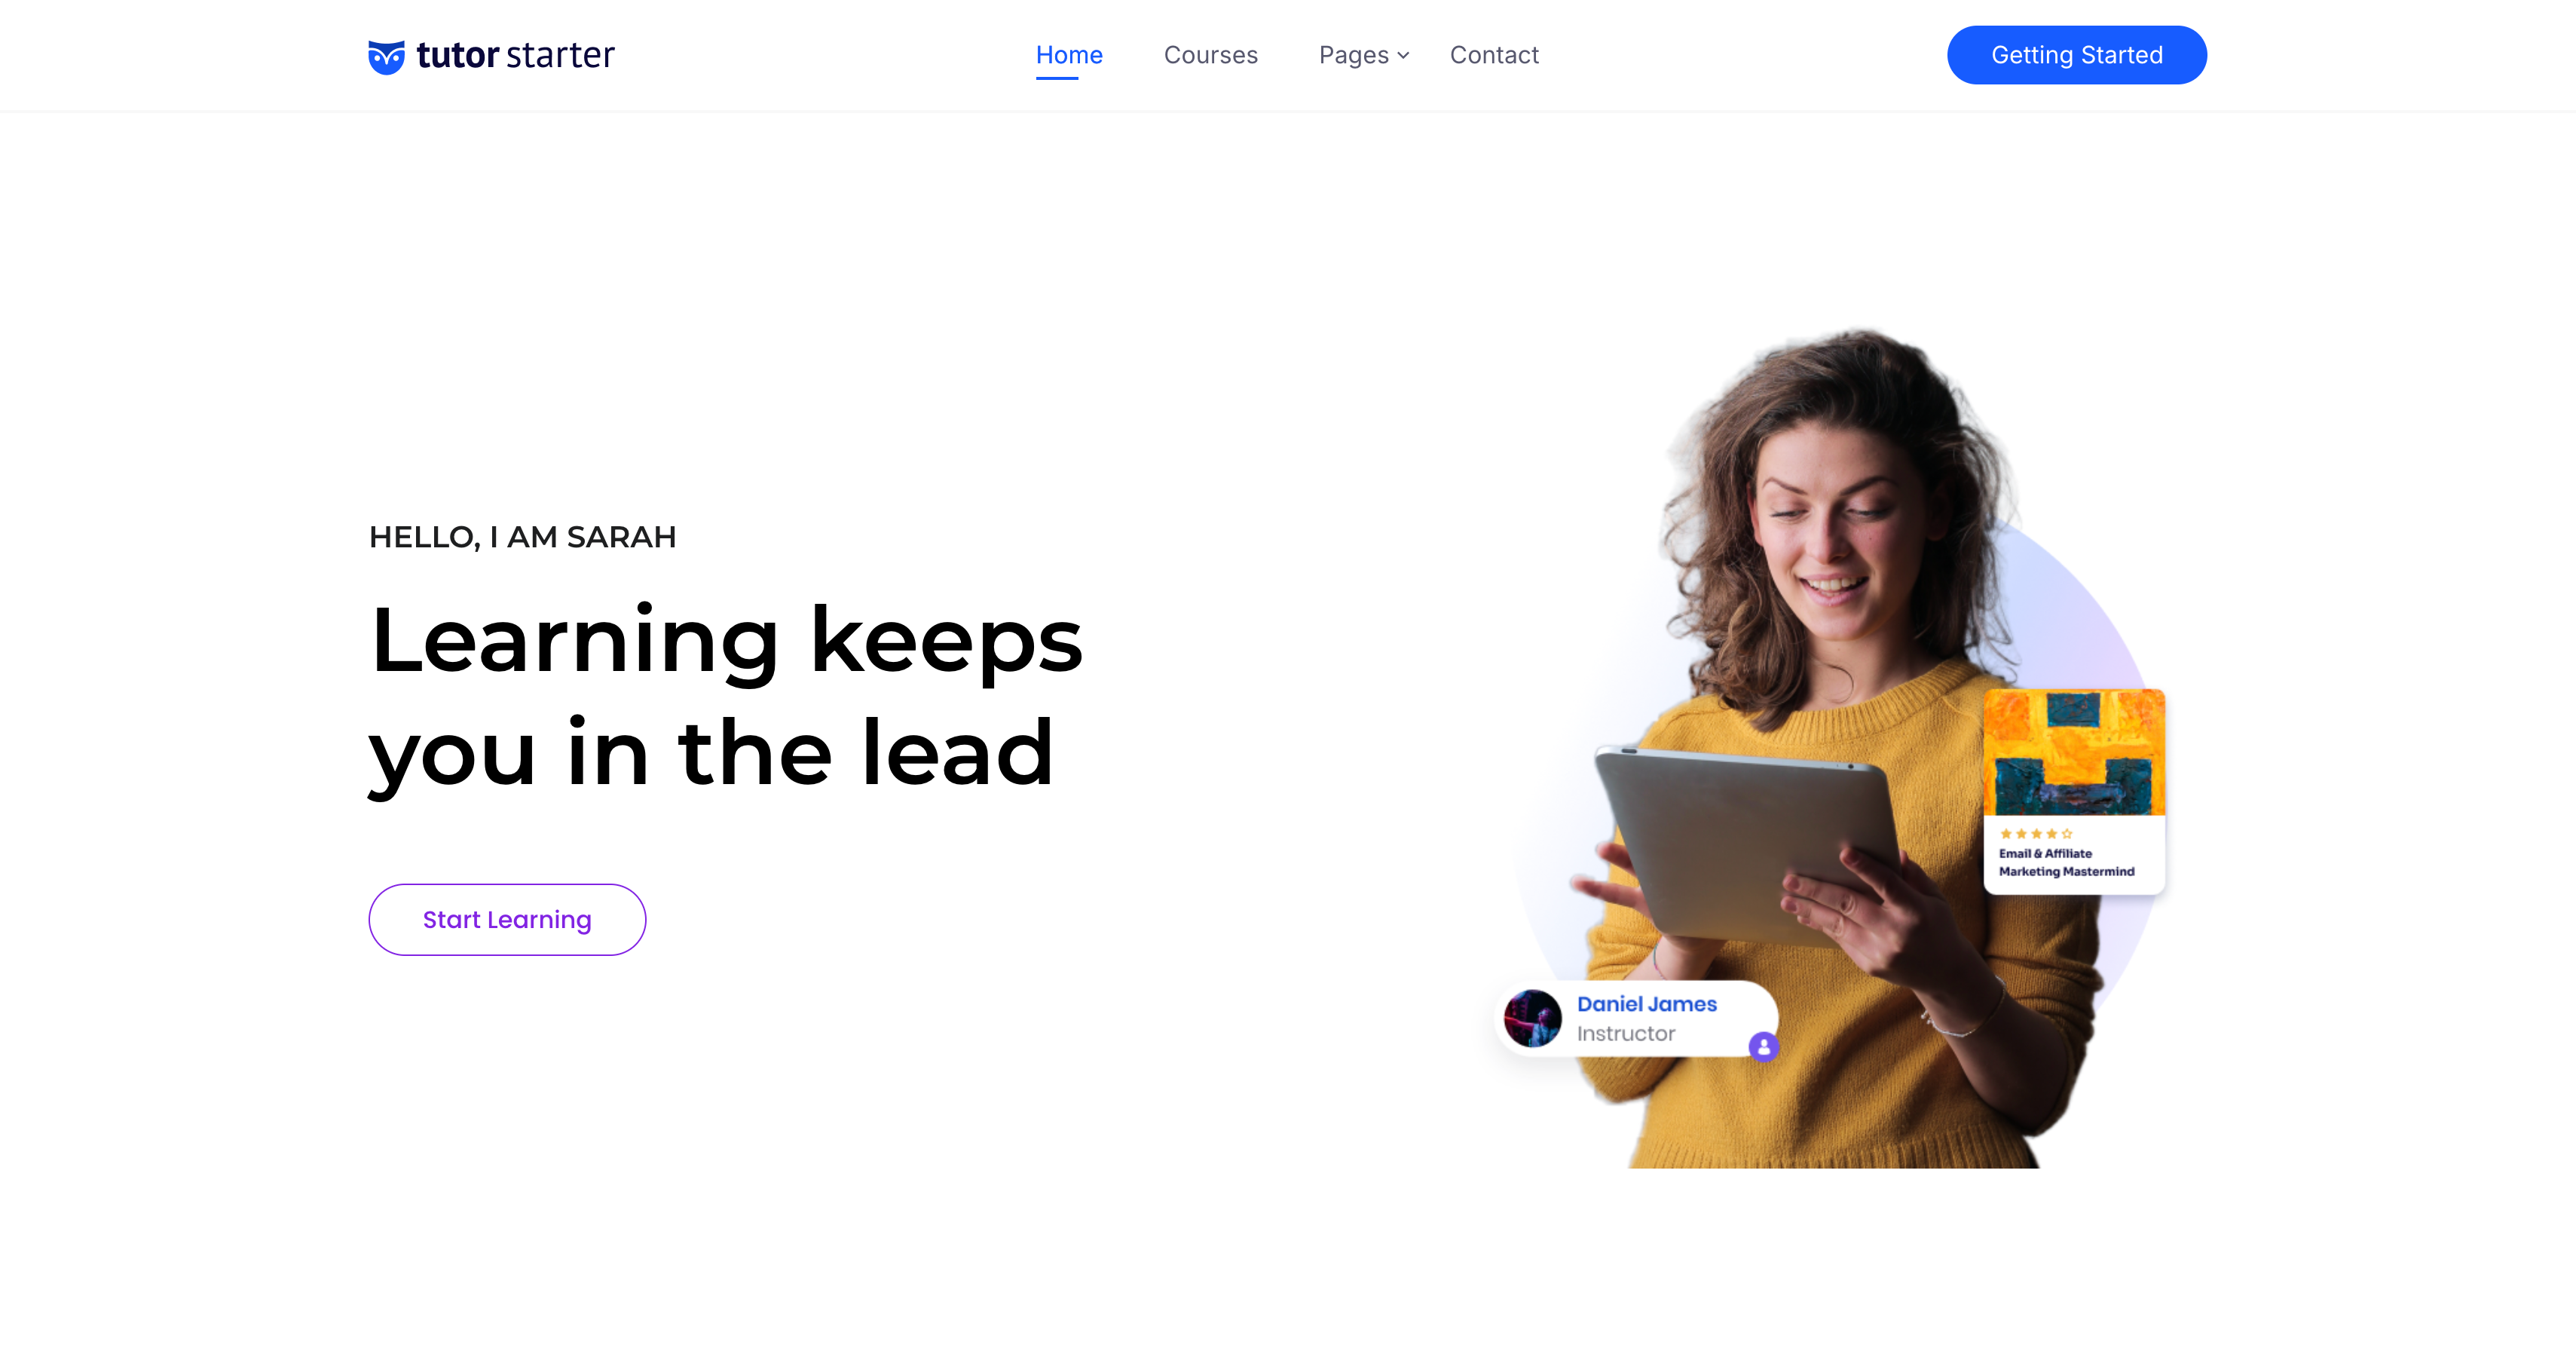 tutor starter
Home
Courses
Pages
Contact
Getting Started
HELLO, I AM SARAH
Learning keeps
you in the lead
Start Learning
Email & Affiliate
Marketing Mastermind
Daniel James
Instructor